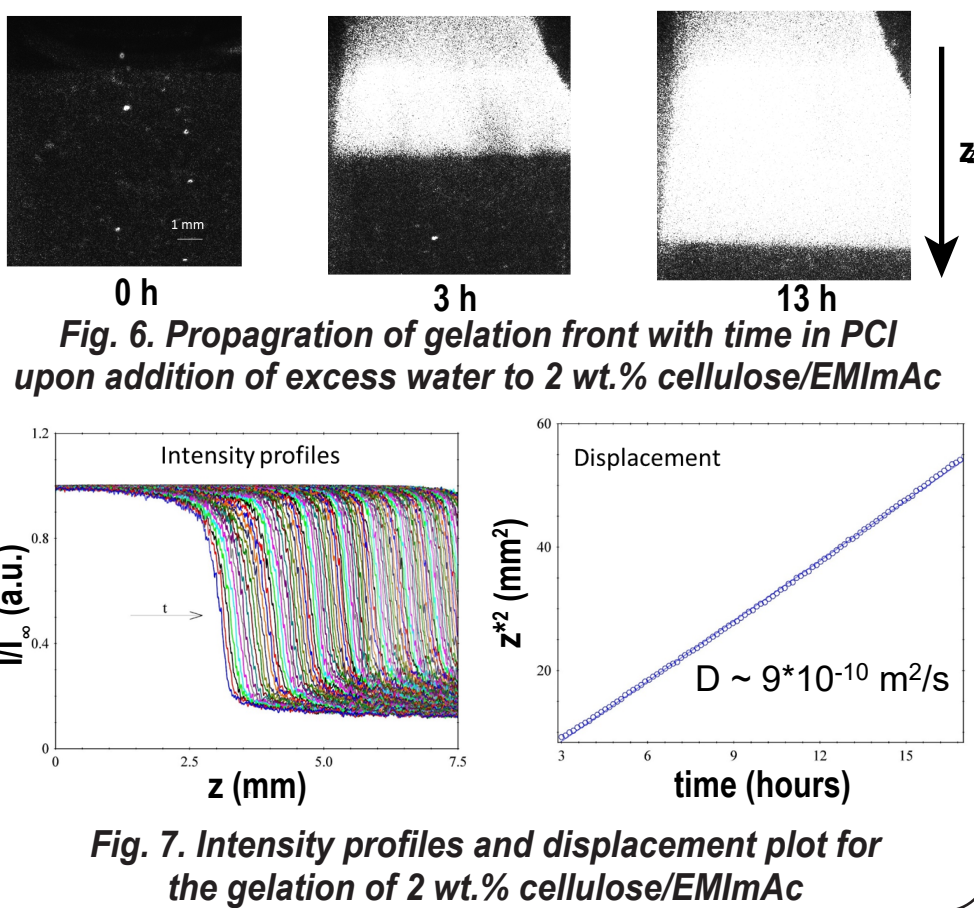 1 mm
z
0 h
3 h
13 h
Fig. 6. Propagration of gelation front with time in PCI
upon addition of excess water to 2 wt.% cellulose/EMImAc
Intensity profiles
I/I∞ (a.u.)
1.2
0.8
0.4
0
t
0
2.5
5.0
7.5
z (mm)
Displacement
z*2 (mm2)
60
40
20
D ~ 9*10-10 m2/s
3
6
9
12
15
time (hours)
Fig. 7. Intensity profiles and displacement plot for
the gelation of 2 wt.% cellulose/EMImAc